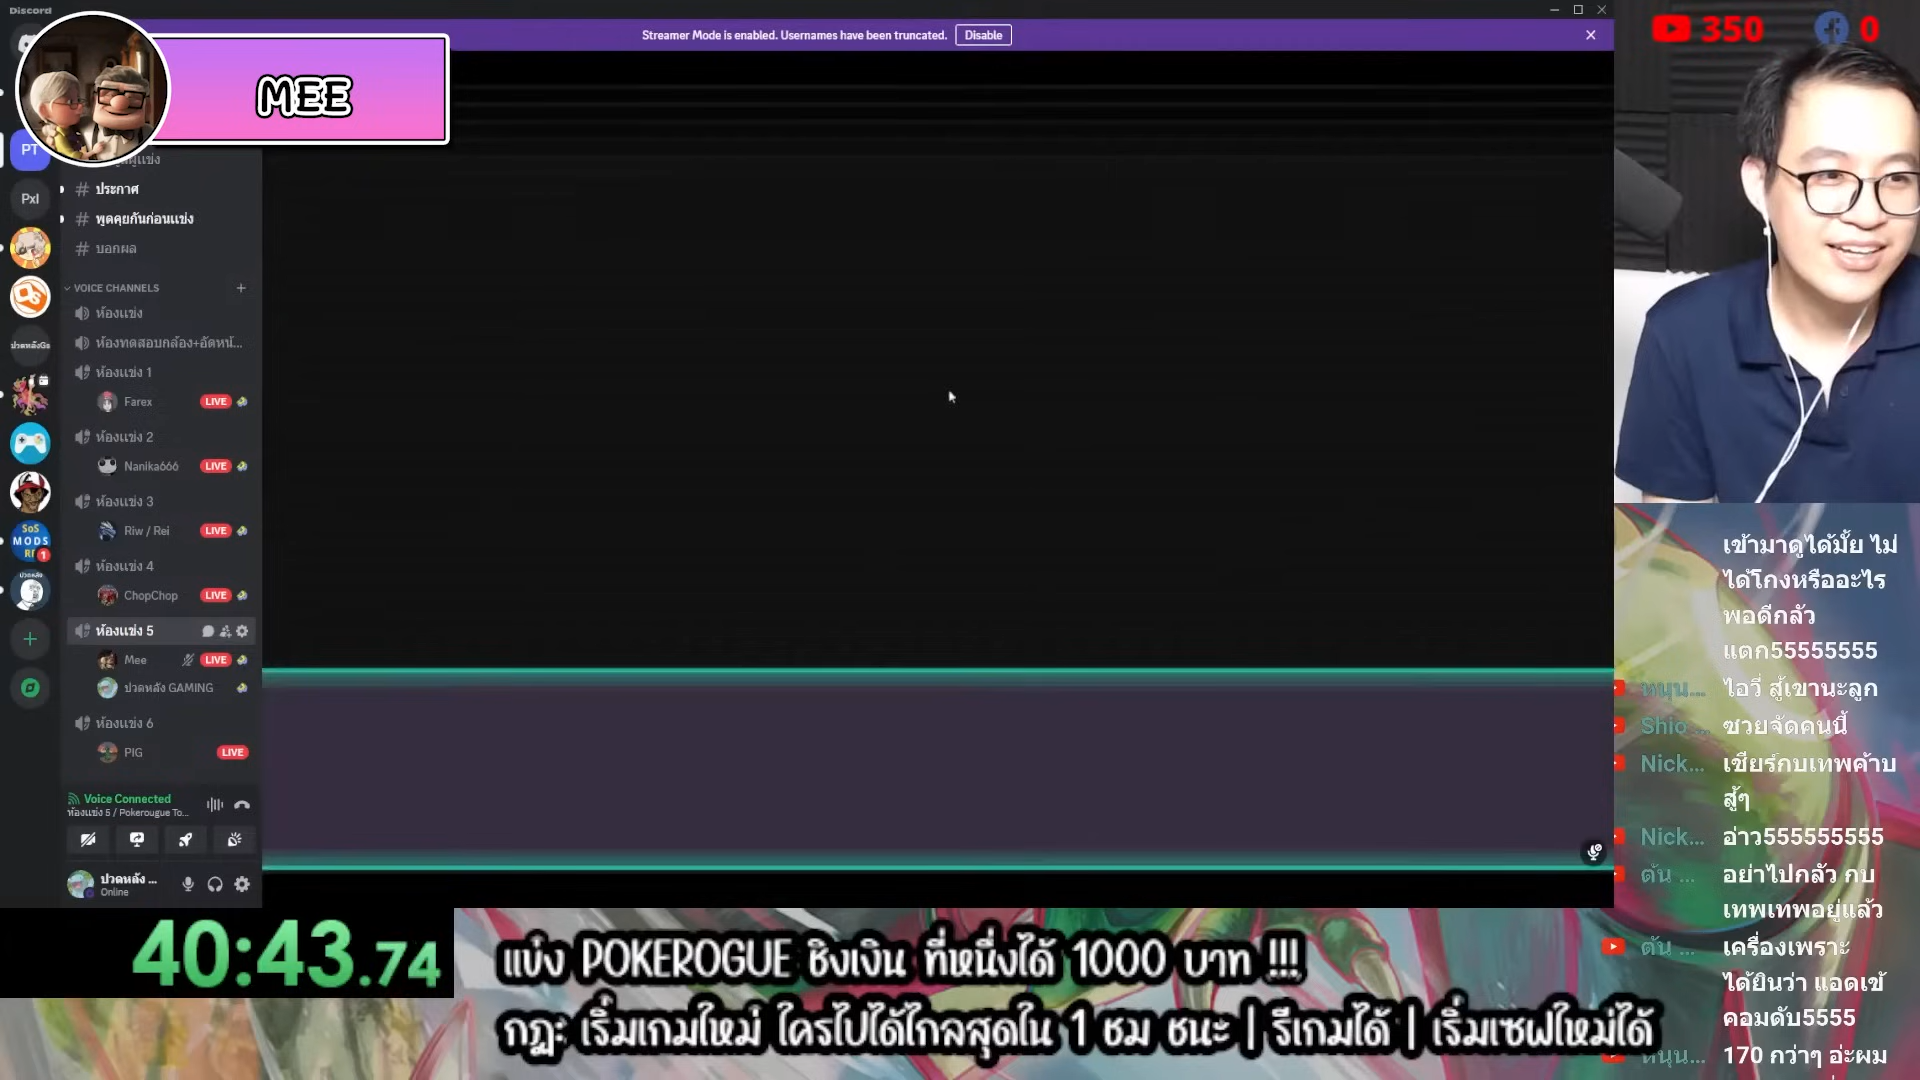 Discord
Streamer Mode is enabled. Usernames have been truncated.
Disable
350
0
MEE
PT
PxI
# ประกาศ
# พูดคุยกันก่อนแข่ง
# บอกผล
VOICE CHANNELS
ห้องแข่ง
ห้องทดสอบกล้อง+อัดหน้...
ห้องแข่ง 1
Farex LIVE
ห้องแข่ง 2
Nanika666 LIVE
ห้องแข่ง 3
Riw / Rei LIVE
ห้องแข่ง 4
ChopChop LIVE
ห้องแข่ง 5
Mee LIVE
ปวดหลัง GAMING
ห้องแข่ง 6
PIG LIVE
SoS
MODS
1
Voice Connected
ห้องแข่ง 5 / Pokerougue To...
ปวดหลัง ...
Online
40:43.74
แข่ง POKEROGUE ชิงเงิน ที่หนึ่งได้ 1000 บาท !!!
กฏ: เริ่มเกมใหม่ ใครไปได้ไกลสุดใน 1 ชม ชนะ | รีเกมได้ | เริ่มเซฟใหม่ได้
เข้ามาดูได้มั้ย ไม่
ได้โกงหรืออะไร
พอดีกลัว
แตก55555555
หนุน... ไอวี่ สู้เขานะลูก
Shio... ซวยจัดคนนี้
Nick... เชียร์กบเทพค้าบ
สู้ๆ
Nick... อ่าว555555555
ต้น ... อย่าไปกลัว กบ
เทพเทพอยู่แล้ว
ต้น ... เครื่องเพราะ
ได้ยินว่า แอดเข้
คอมดับ5555
หนุน... 170 กว่าๆ อ่ะผม